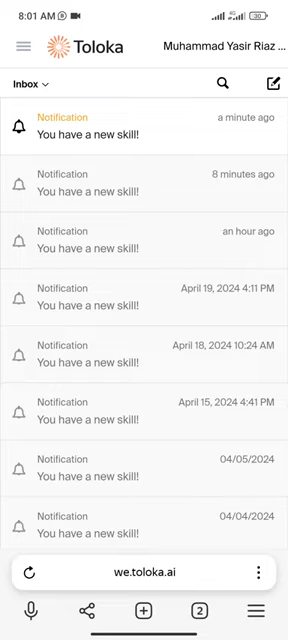 8:01 AM
4G
30
Toloka
Muhammad Yasir Riaz ...
Inbox
Notification
a minute ago
You have a new skill!
Notification
8 minutes ago
You have a new skill!
Notification
an hour ago
You have a new skill!
Notification
April 19, 2024 4:11 PM
You have a new skill!
Notification
April 18, 2024 10:24 AM
You have a new skill!
Notification
April 15, 2024 4:41 PM
You have a new skill!
Notification
04/05/2024
You have a new skill!
Notification
04/04/2024
You have a new skill!
we.toloka.ai
2